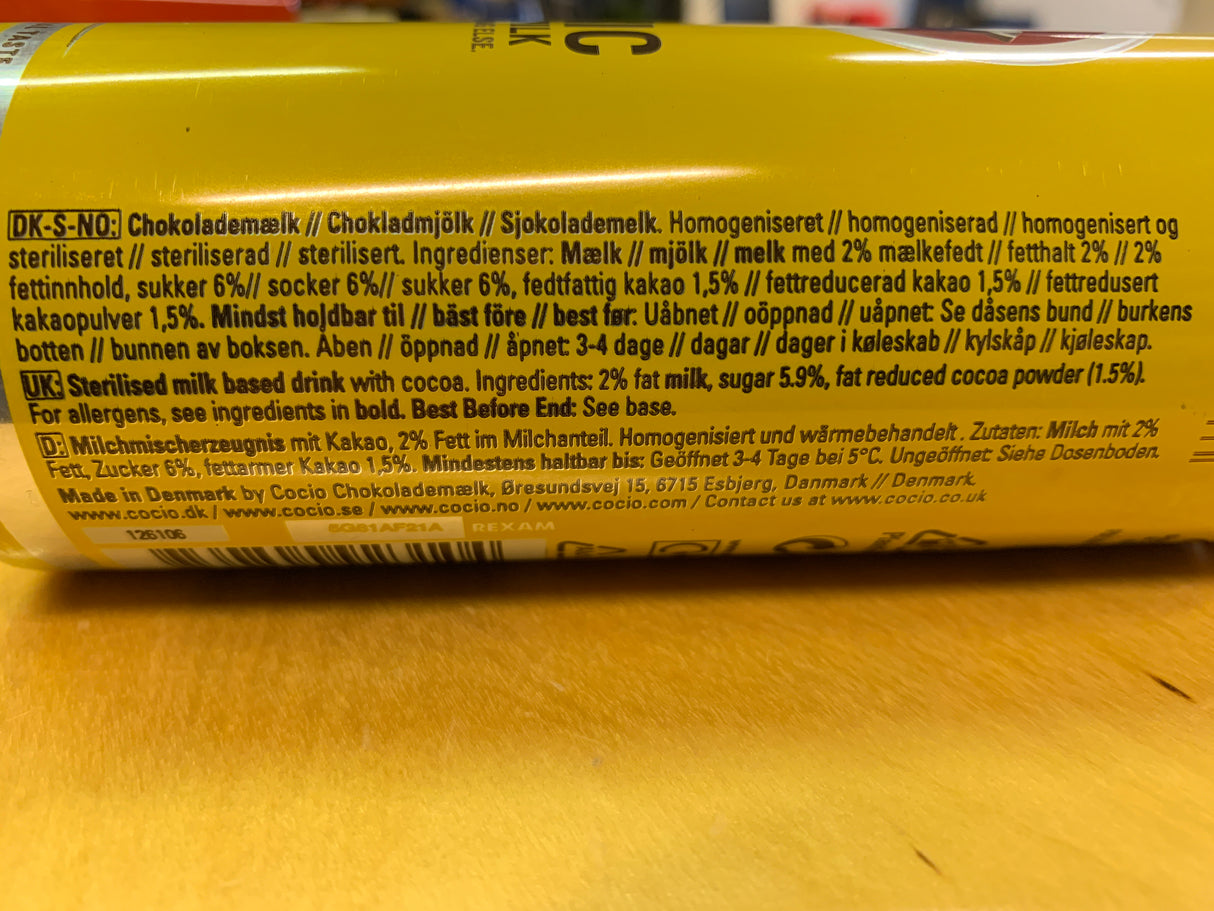 TASTE
IC
LK
ELSE.
DK-S-NO: Chokolademælk // Chokladmjölk // Sjokolademelk. Homogeniseret // homogeniserad // homogenisert og
steriliseret // steriliserad // sterilisert. Ingredienser: Mælk // mjölk // melk med 2% mælkefedt // fetthalt 2% // 2%
fettinnhold, sukker 6%// socker 6%// sukker 6%, fedtfattig kakao 1,5% // fettreducerad kakao 1,5% // fettredusert
kakaopulver 1,5%. Mindst holdbar til // bäst före // best før: Uåbnet // oöppnad // uåpnet: Se dåsens bund // burkens
botten // bunnen av boksen. Åben // öppnad // åpnet: 3-4 dage // dagar // dager i køleskab // kylskåp // kjøleskap.
UK: Sterilised milk based drink with cocoa. Ingredients: 2% fat milk, sugar 5.9%, fat reduced cocoa powder (1.5%).
For allergens, see ingredients in bold. Best Before End: See base.
D: Milchmischerzeugnis mit Kakao, 2% Fett im Milchanteil. Homogenisiert und wärmebehandelt . Zutaten: Milch mit 2%
Fett, Zucker 6%, fettarmer Kakao 1,5%. Mindestens haltbar bis: Geöffnet 3-4 Tage bei 5°C. Ungeöffnet: Siehe Dosenboden.
Made in Denmark by Cocio Chokolademælk, Øresundsvej 15, 6715 Esbjerg, Danmark // Denmark
www.cocio.dk / www.cocio.se / www.cocio.no / www.cocio.com / Contact us at www.cocio.co.uk
126106 REXAM